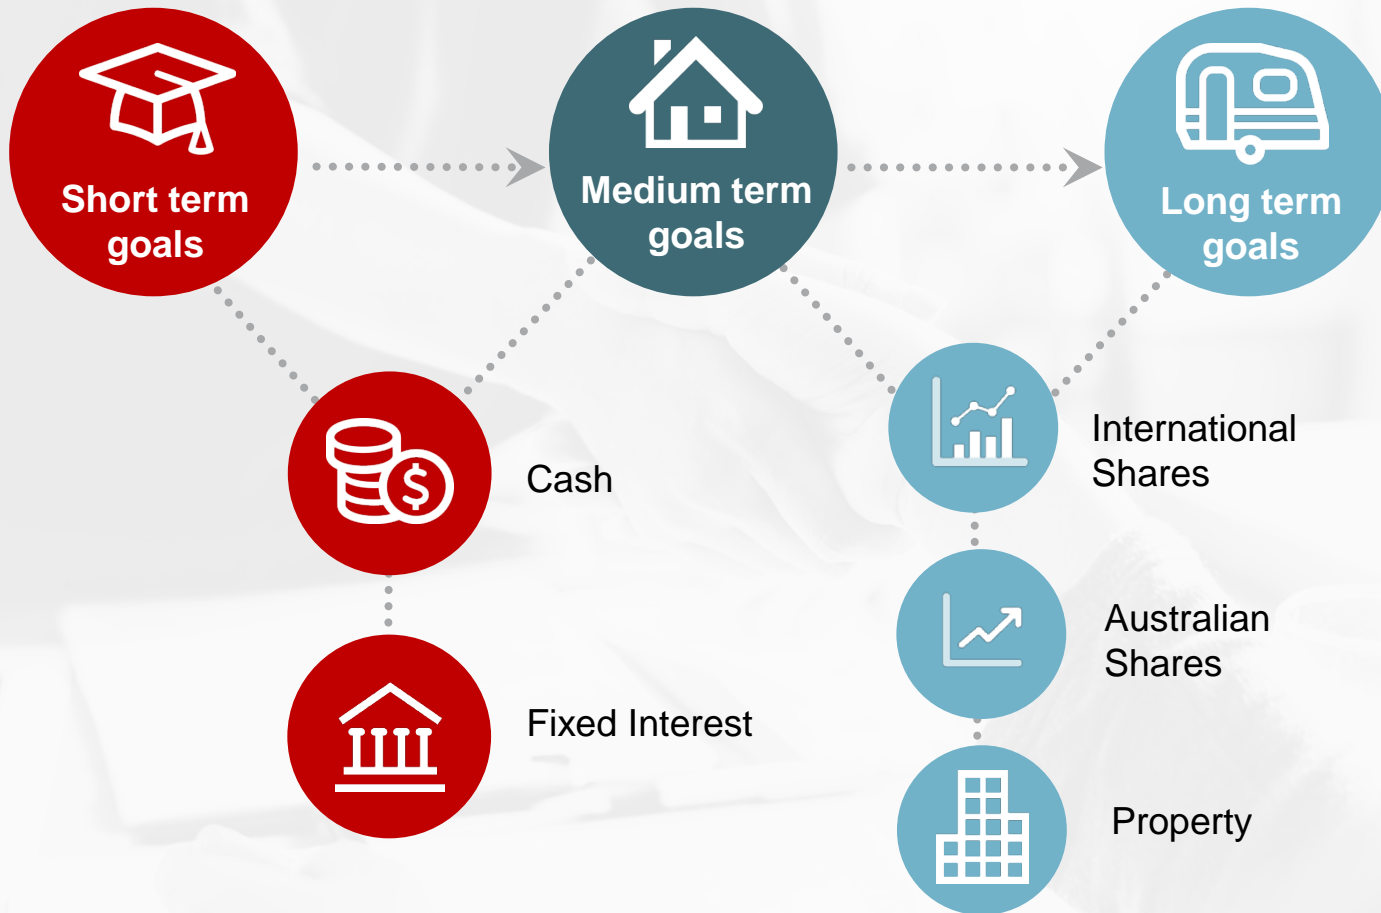 Short term
goals
Medium term
goals
Long term
goals
$
Cash
Fixed Interest
International
Shares
Australian
Shares
Property